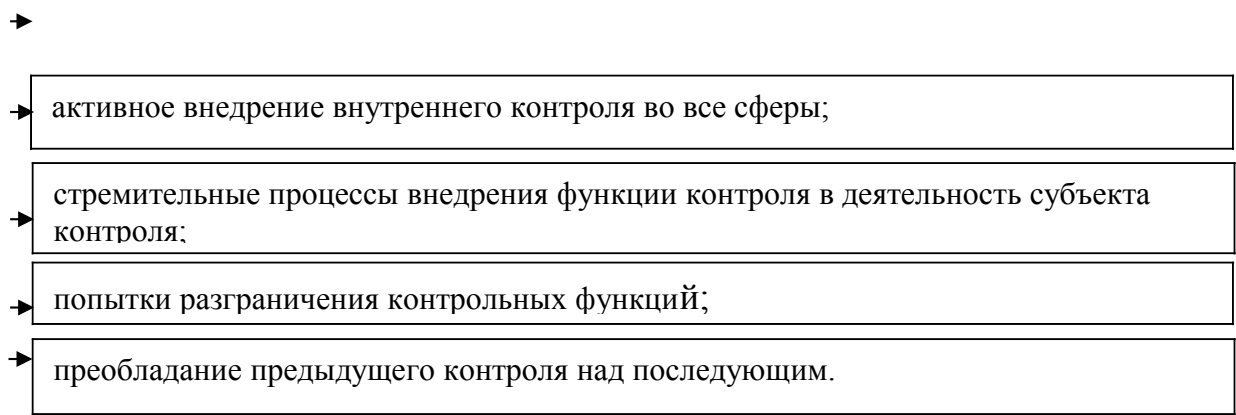 активное внедрение внутреннего контроля во все сферы;
стремительные процессы внедрения функции контроля в деятельность субъекта
контроля;
попытки разграничения контрольных функций;
преобладание предыдущего контроля над последующим.